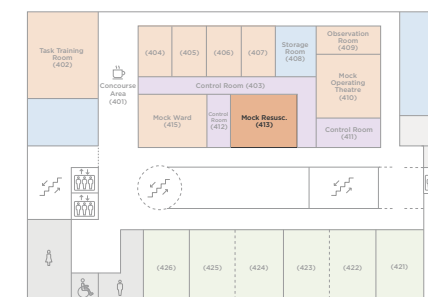 Task Training
Room
(402)
Concourse
Area
(401)
(404)
(405)
(406)
(407)
Storage
Room
(408)
Observation
Room
(409)
Mock
Operating
Theatre
(410)
Control Room (403)
Mock Ward
(415)
Control
Room
(412)
Mock Resusc.
(413)
Control Room
(411)
(426)
(425)
(424)
(423)
(422)
(421)